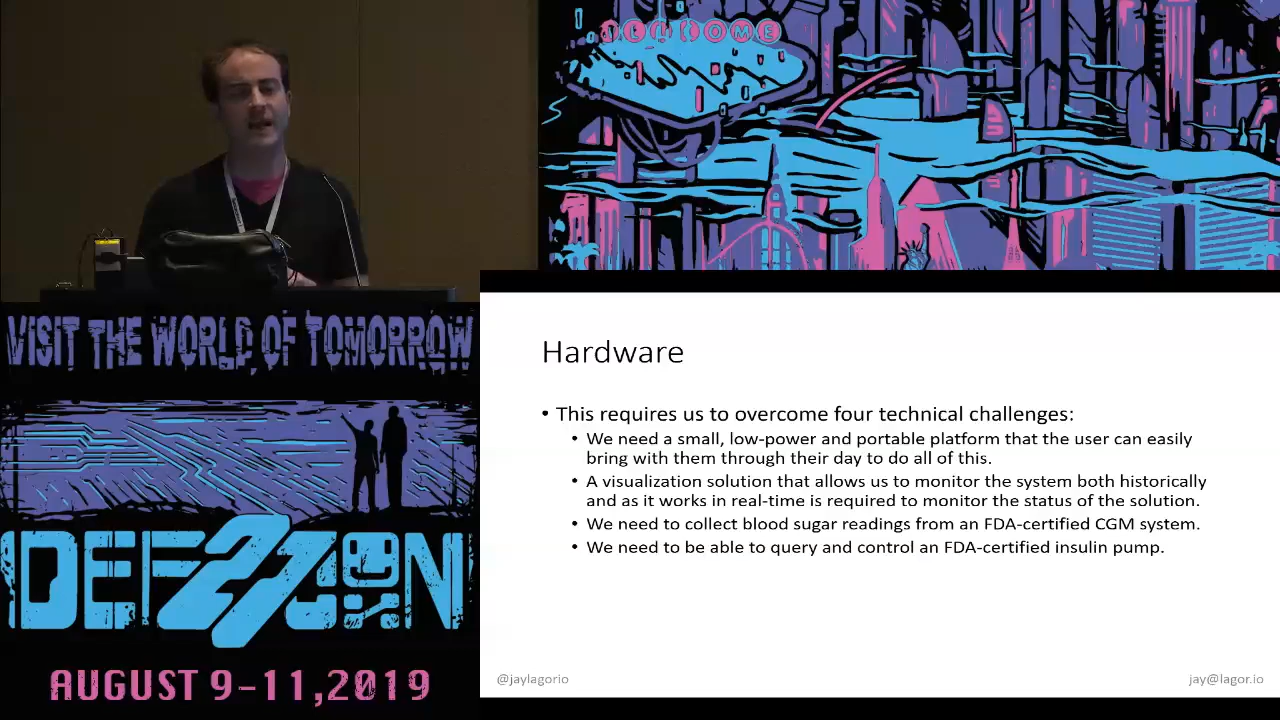 WELCOME
VISIT THE WORLD OF TOMORROW
DEF CON
27
AUGUST 9-11,2019
Hardware
• This requires us to overcome four technical challenges:
• We need a small, low-power and portable platform that the user can easily
bring with them through their day to do all of this.
• A visualization solution that allows us to monitor the system both historically
and as it works in real-time is required to monitor the status of the solution.
• We need to collect blood sugar readings from an FDA-certified CGM system.
• We need to be able to query and control an FDA-certified insulin pump.
@jaylagorio
jay@lagor.io